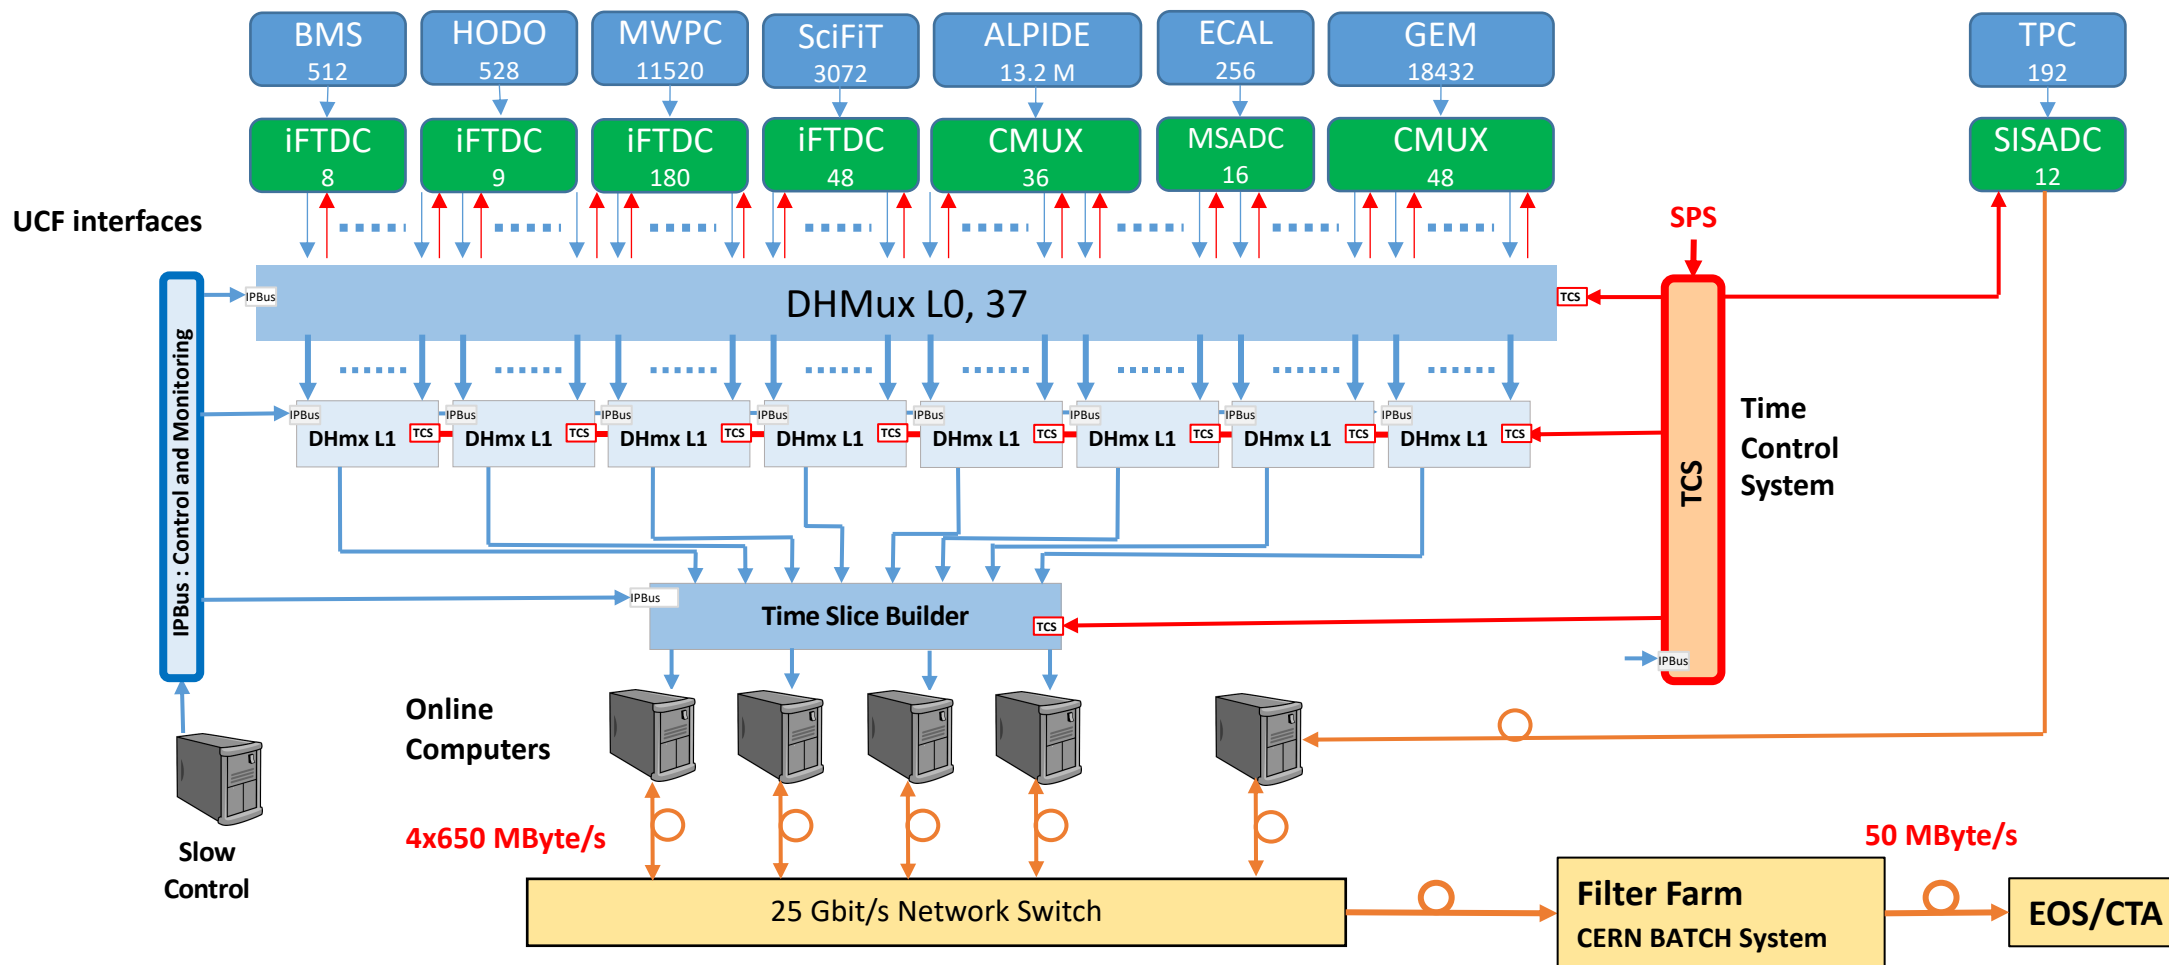 BMS
512
HODO
528
MWPC
11520
SciFiT
3072
ALPIDE
13.2 M
ECAL
256
GEM
18432
TPC
192
iFTDC
8
iFTDC
9
iFTDC
180
iFTDC
48
CMUX
36
MSADC
16
CMUX
48
SISADC
12
UCF interfaces
SPS
IPBus
DHMux L0, 37
TCS
IPBus : Control and Monitoring
IPBus
DHmx L1
TCS
IPBus
DHmx L1
TCS
IPBus
DHmx L1
TCS
IPBus
DHmx L1
TCS
IPBus
DHmx L1
TCS
IPBus
DHmx L1
TCS
IPBus
DHmx L1
TCS
IPBus
DHmx L1
TCS
TCS
Time
Control
System
IPBus
Time Slice Builder
TCS
IPBus
Online
Computers
Slow
Control
4x650 MByte/s
50 MByte/s
25 Gbit/s Network Switch
Filter Farm
CERN BATCH System
EOS/CTA